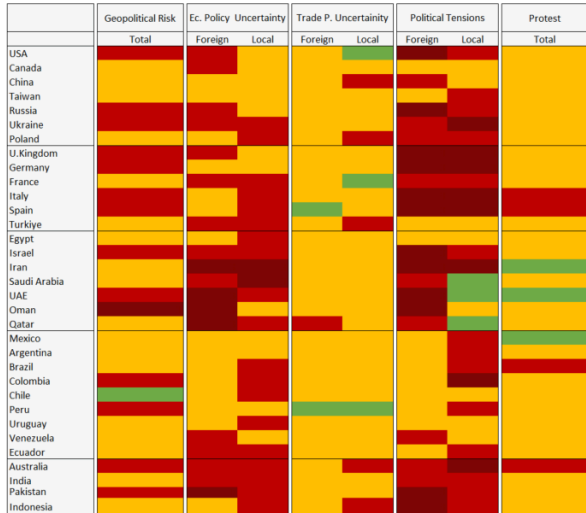 Geopolitical Risk Ec. Policy Uncertainty Trade P. Uncertainity Political Tensions Protest
Total Foreign Local Foreign Local Foreign Local Total
USA
Canada
China
Taiwan
Russia
Ukraine
Poland
U.Kingdom
Germany
France
Italy
Spain
Turkiye
Egypt
Israel
Iran
Saudi Arabia
UAE
Oman
Qatar
Mexico
Argentina
Brazil
Colombia
Chile
Peru
Uruguay
Venezuela
Ecuador
Australia
India
Pakistan
Indonesia